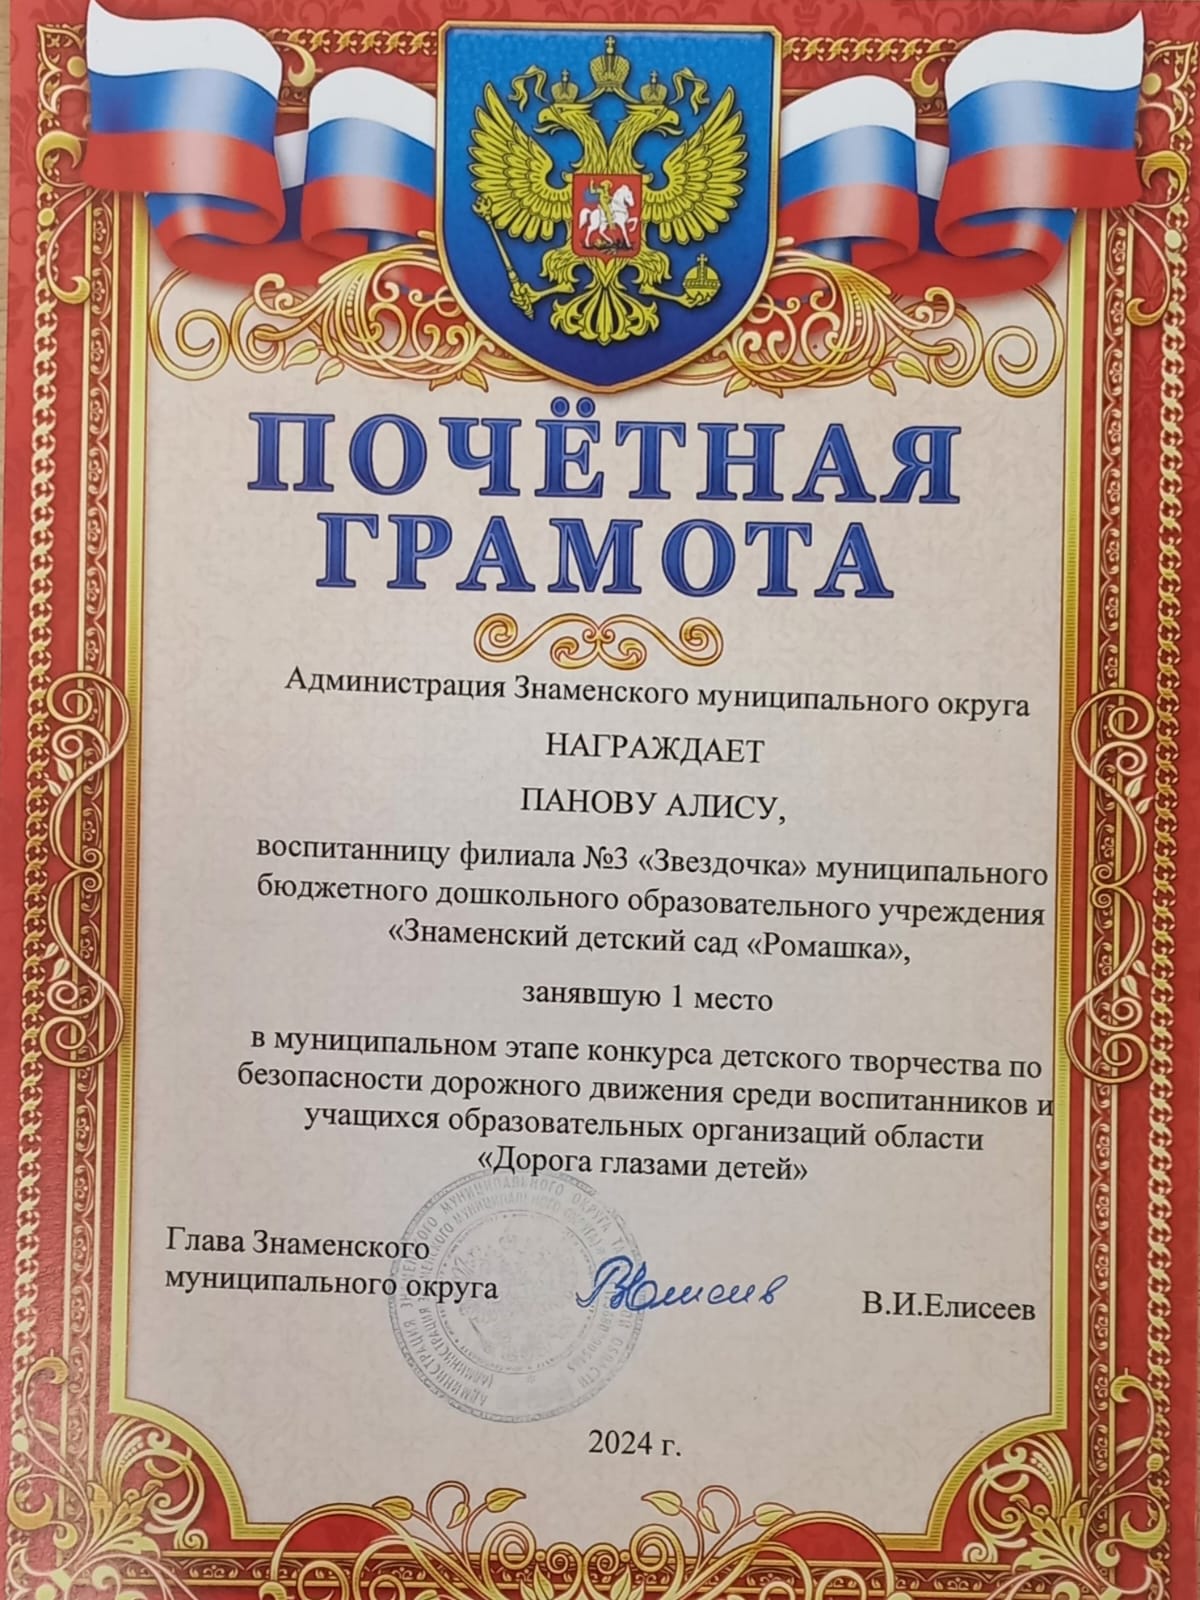 ПОЧЁТНАЯ
ГРАМОТА
Администрация Знаменского муниципального округа
НАГРАЖДАЕТ
ПАНОВУ АЛИСУ,
воспитанницу филиала №3 «Звездочка» муниципального
бюджетного дошкольного образовательного учреждения
«Знаменский детский сад «Ромашка»,
занявшую 1 место
в муниципальном этапе конкурса детского творчества по
безопасности дорожного движения среди воспитанников и
учащихся образовательных организаций области
«Дорога глазами детей»
Глава Знаменского
муниципального округа
В.И.Елисеев
2024 г.